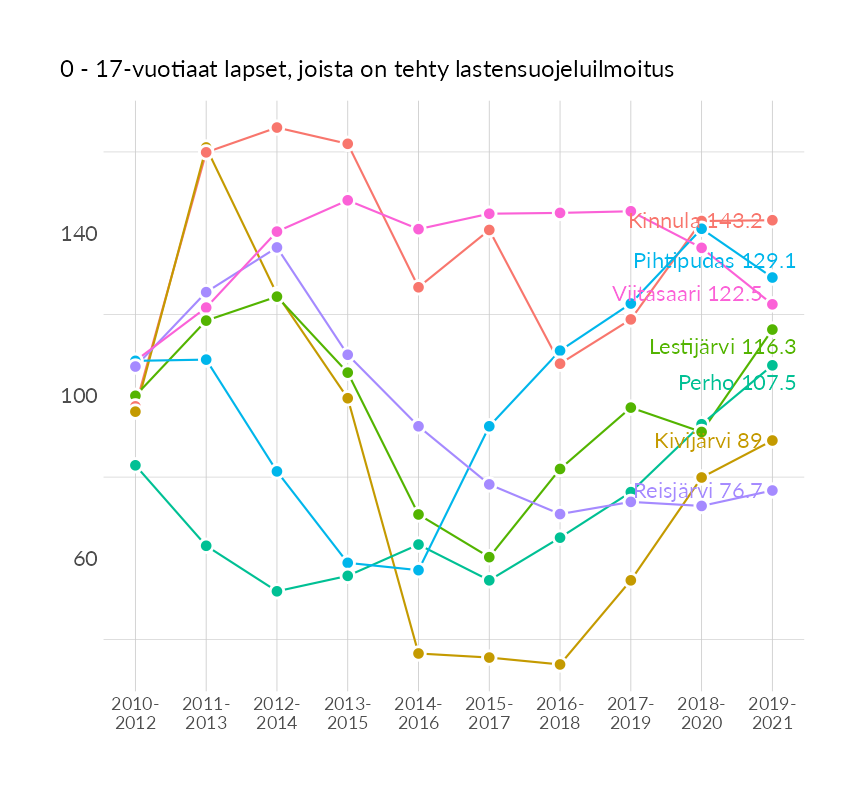 0 - 17-vuotiaat lapset, joista on tehty lastensuojeluilmoitus
140
100
60
Kinnula 143.2
Pihtipudas 129.1
Viitasaari 122.5
Lestijärvi 116.3
Perho 107.5
Kivijärvi 89
Reisjärvi 76.7
2010- 2011- 2012- 2013- 2014- 2015- 2016- 2017- 2018- 2019-
2012 2013 2014 2015 2016 2017 2018 2019 2020 2021